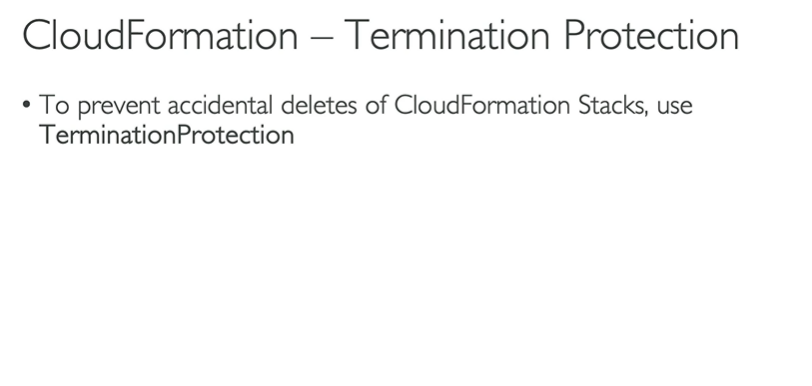 CloudFormation – Termination Protection
• To prevent accidental deletes of CloudFormation Stacks, use
TerminationProtection